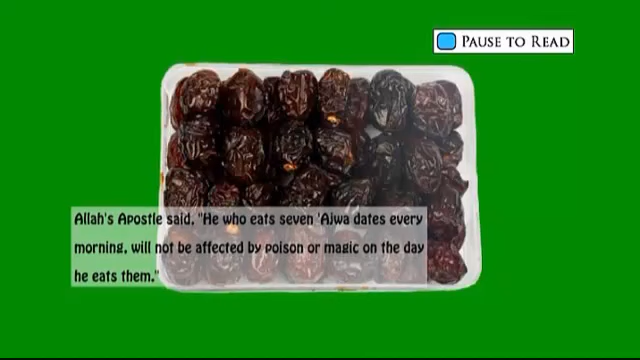 Pause to Read
Allah's Apostle said, "He who eats seven 'Ajwa dates every
morning, will not be affected by poison or magic on the day
he eats them."